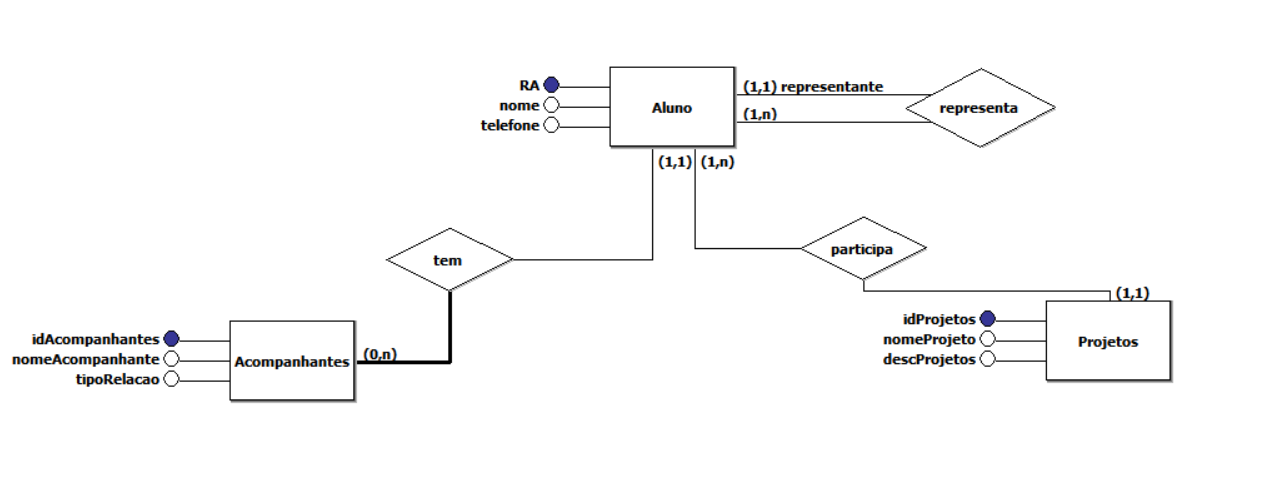 RA
nome
telefone
Aluno
(1,1) representante
(1,n)
representa
(1,1)
(1,n)
tem
participa
idAcompanhantes
nomeAcompanhante
tipoRelacao
Acompanhantes
(0,n)
(1,1)
idProjetos
nomeProjeto
descProjetos
Projetos